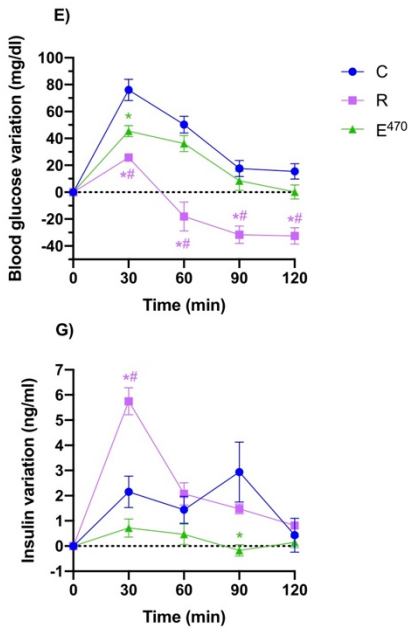 E)
Blood glucose variation (mg/dl)
100
80
60
40
20
0
-20
-40
*
*#
*#
*#
*#
0 30 60 90 120
Time (min)
C
R
E⁴⁷⁰
G)
Insulin variation (ng/ml)
7
6
5
4
3
2
1
0
-1
*#
*
0 30 60 90 120
Time (min)